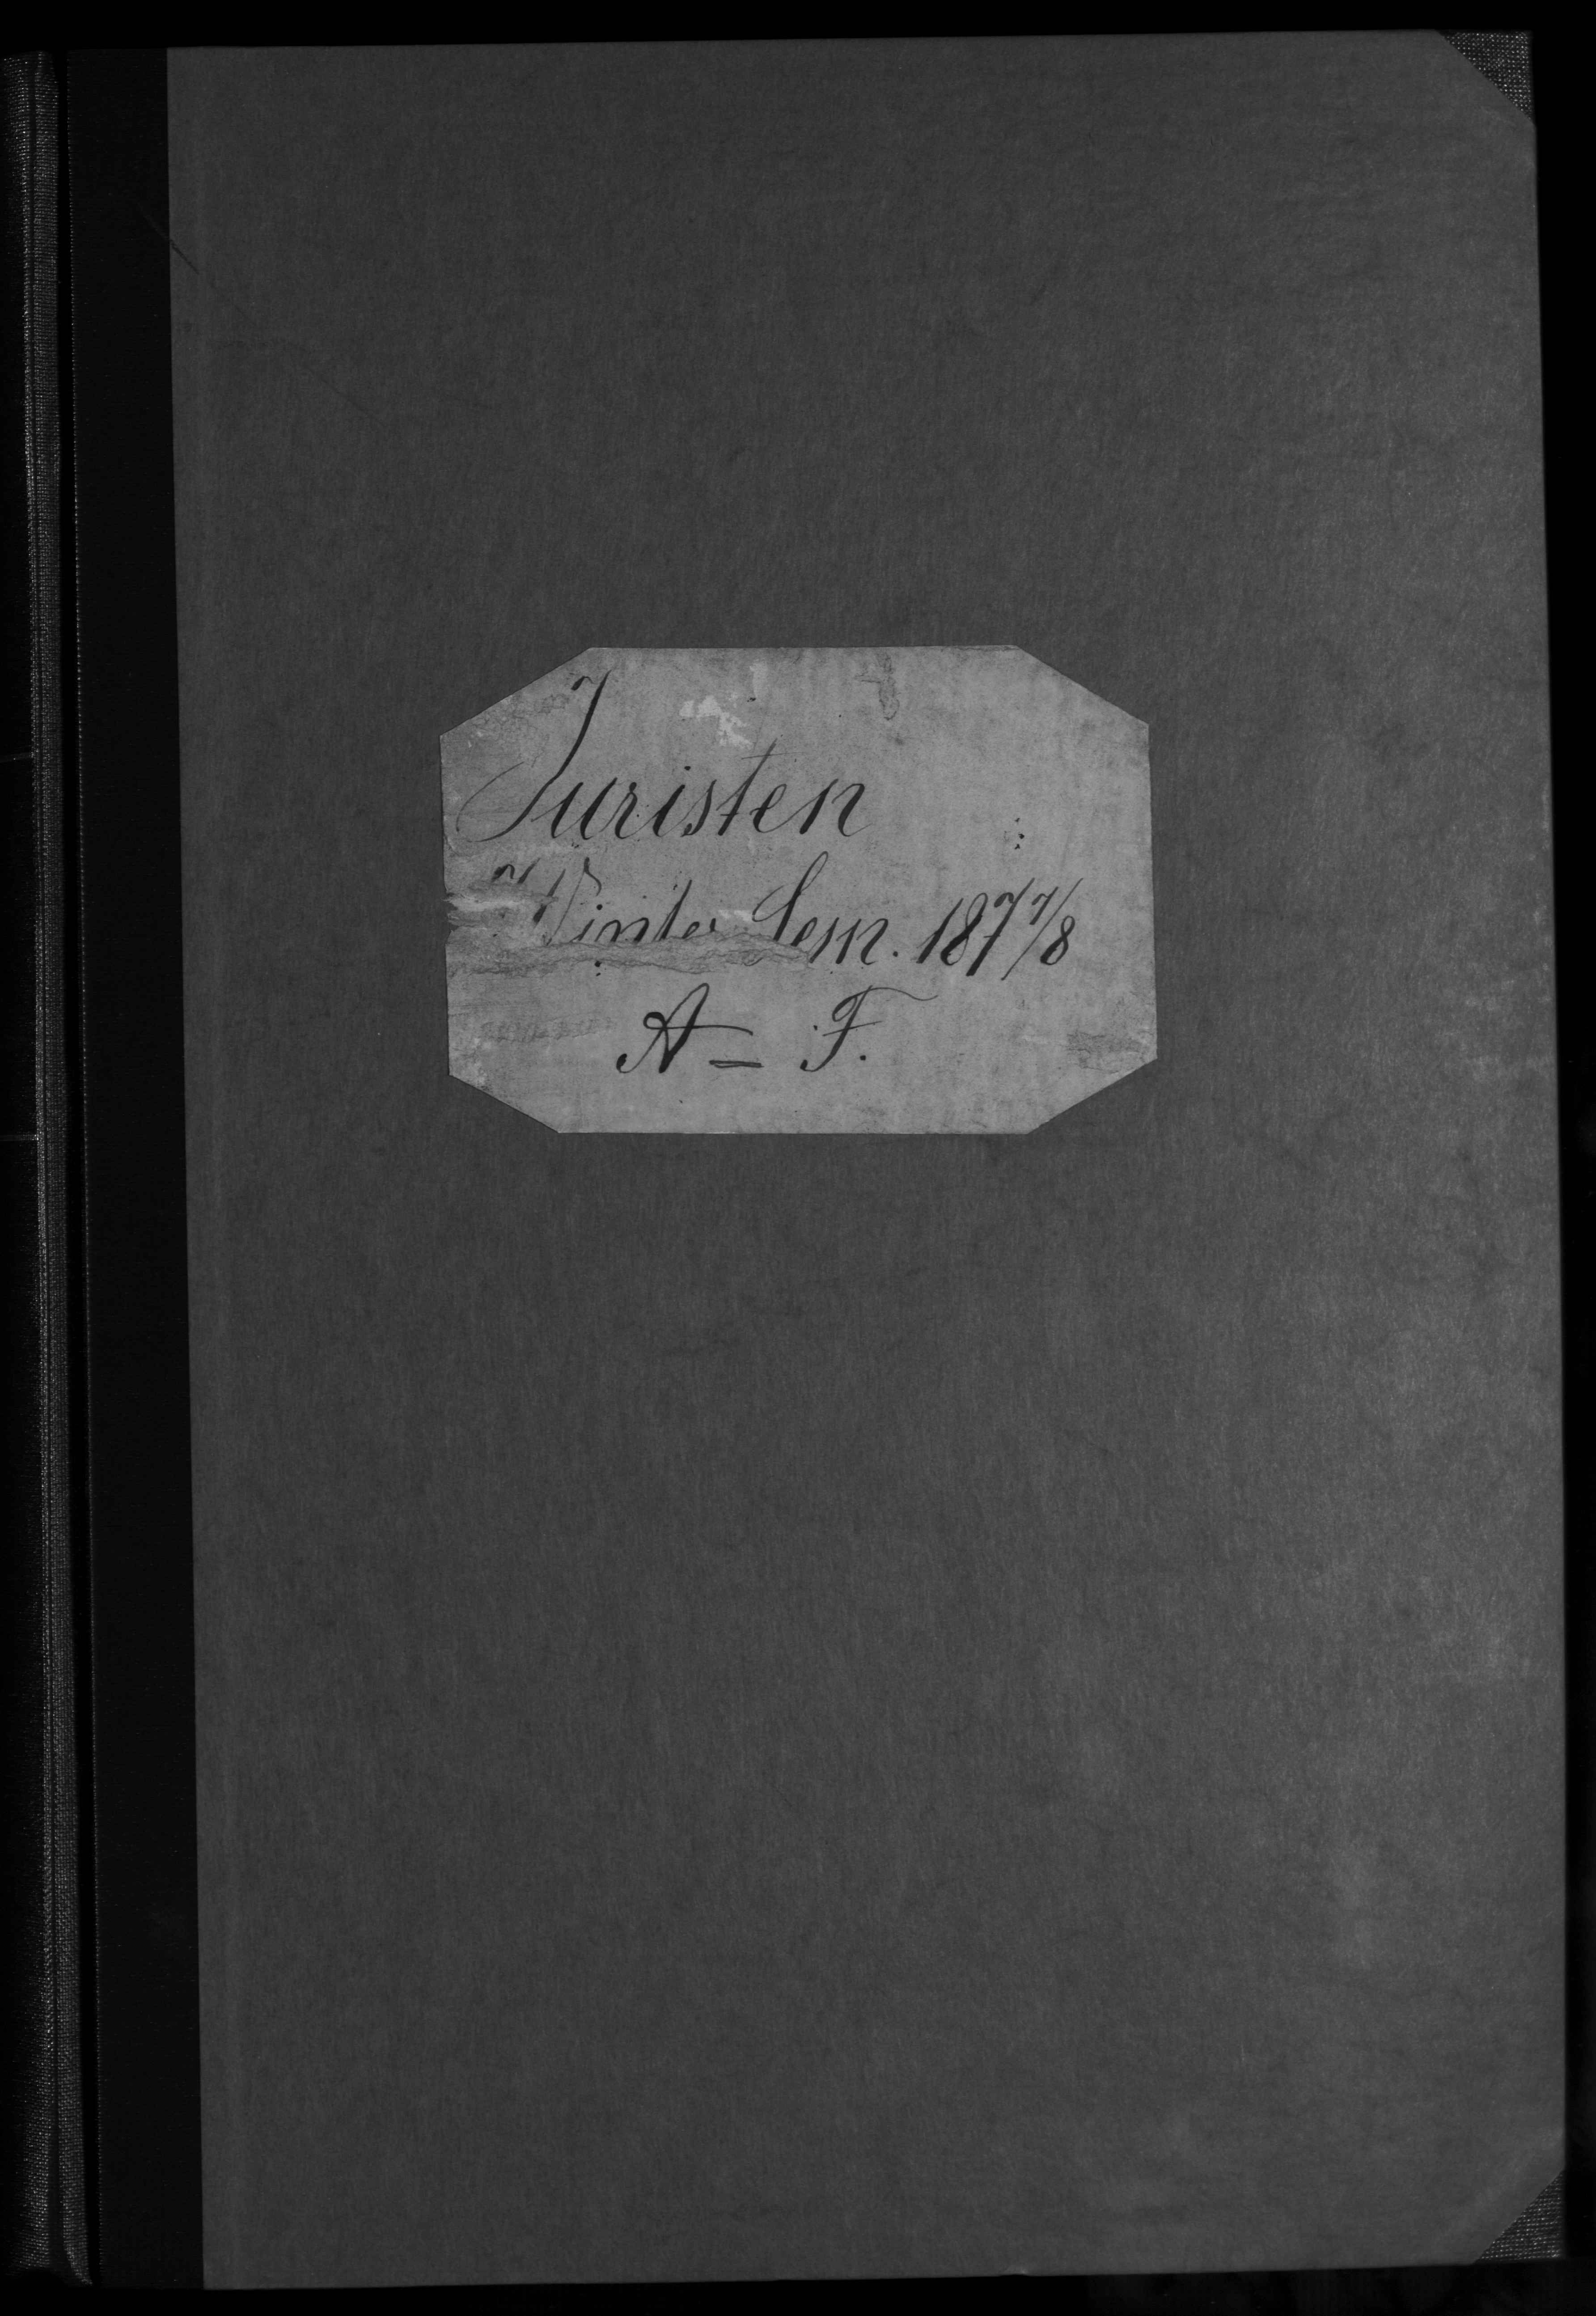 Juristen
Winter Sem. 1877/8
A = F.